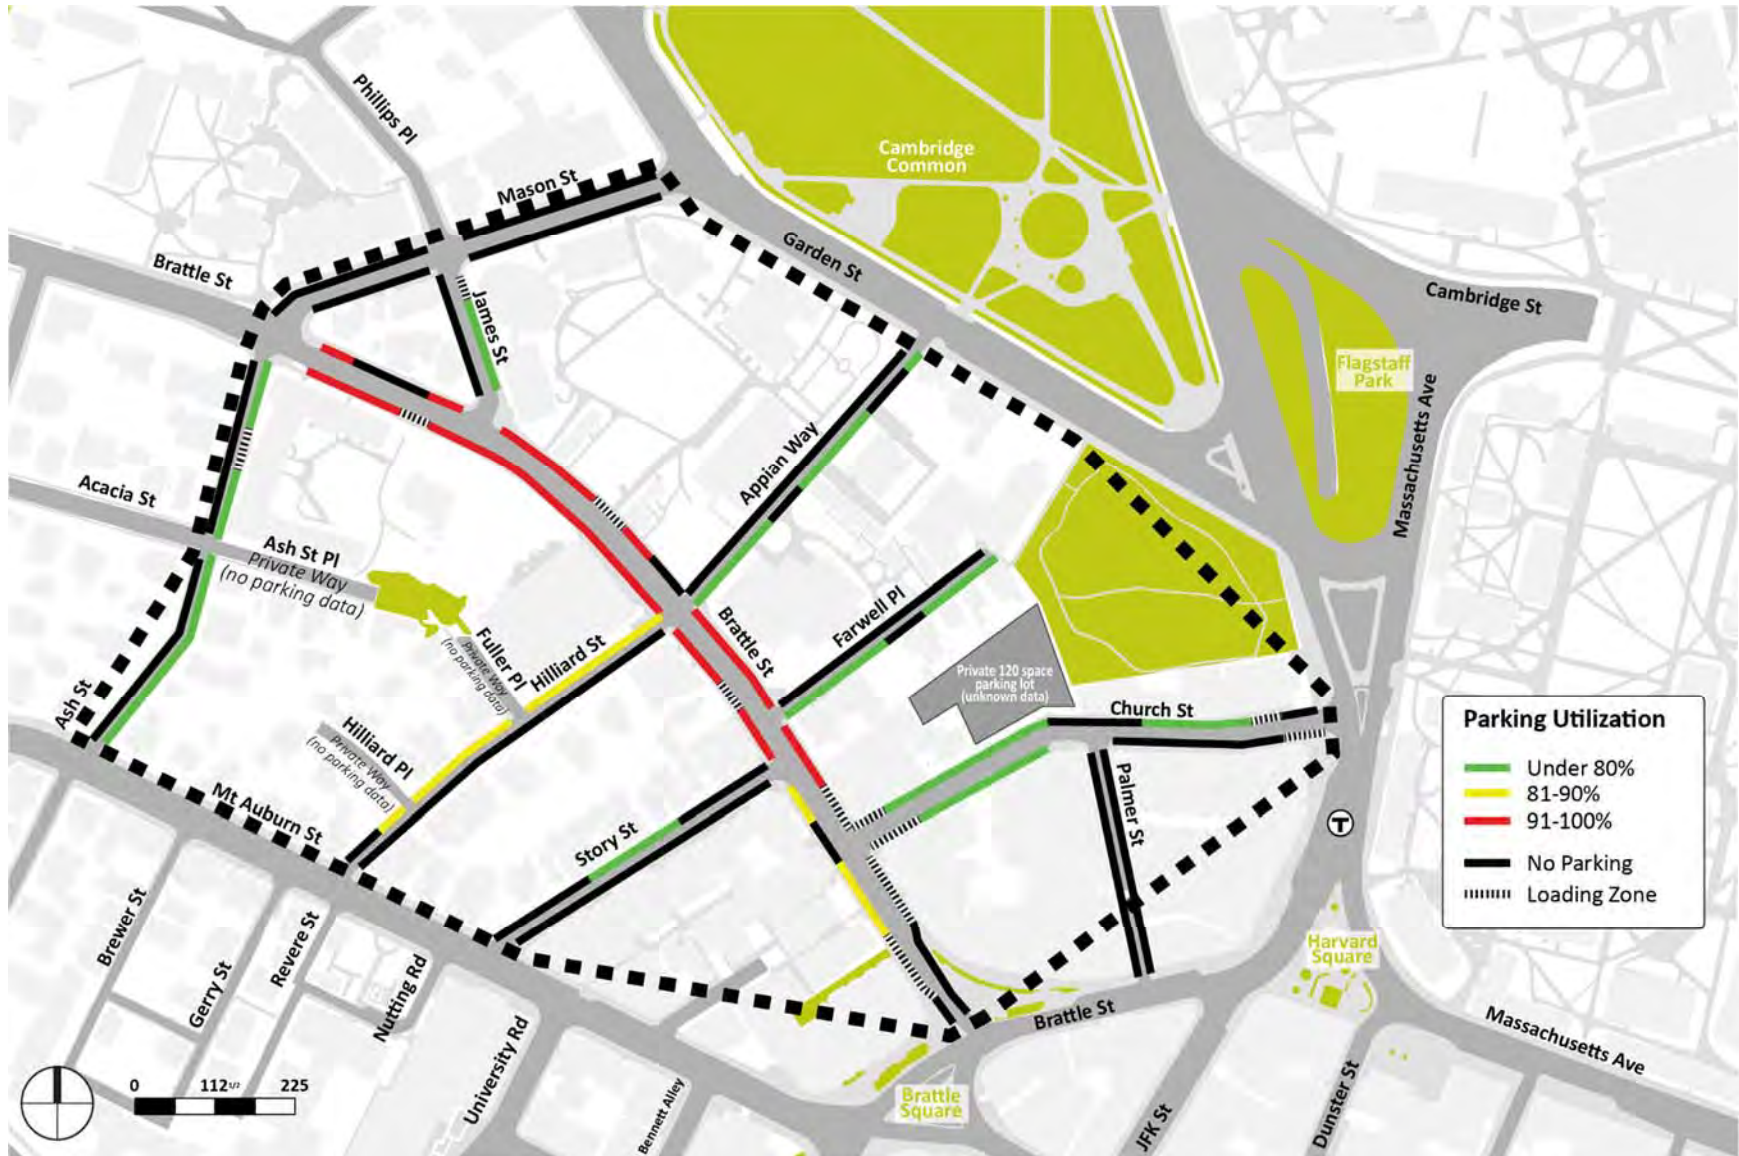 Phillips Pl
Mason St
Cambridge
Common
Garden St
Brattle St
James St
Cambridge St
Flagstaff
Park
Massachusetts Ave
Appian Way
Acacia St
Ash St Pl
Private Way
(no parking data)
Fuller Pl
Private Way
(no parking data)
Hilliard St
Brattle St
Farwell Pl
Private 120 space
parking lot
(unknown data)
Ash St
Hilliard Pl
Private Way
(no parking data)
Church St
Mt Auburn St
Story St
Palmer St
T
Parking Utilization
Under 80%
81-90%
91-100%
No Parking
Loading Zone
Brewer St
Gerry St
Revere St
Nutting Rd
University Rd
Bennett Alley
Harvard
Square
Brattle St
Massachusetts Ave
Brattle
Square
JFK St
Dunster St
0 112 1/2 225